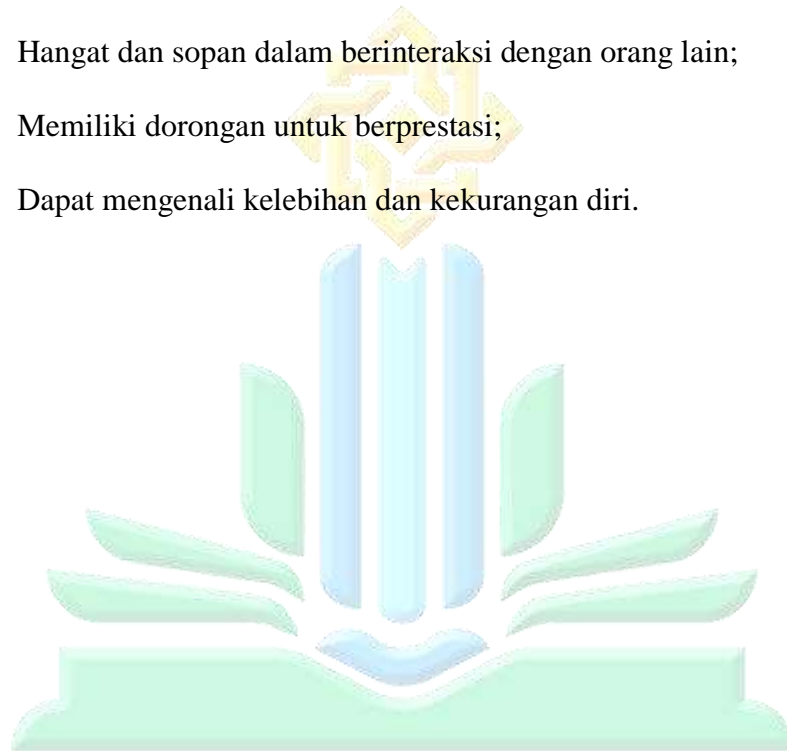 Hangat dan sopan dalam berinteraksi dengan orang lain;
Memiliki dorongan untuk berprestasi;
Dapat mengenali kelebihan dan kekurangan diri.